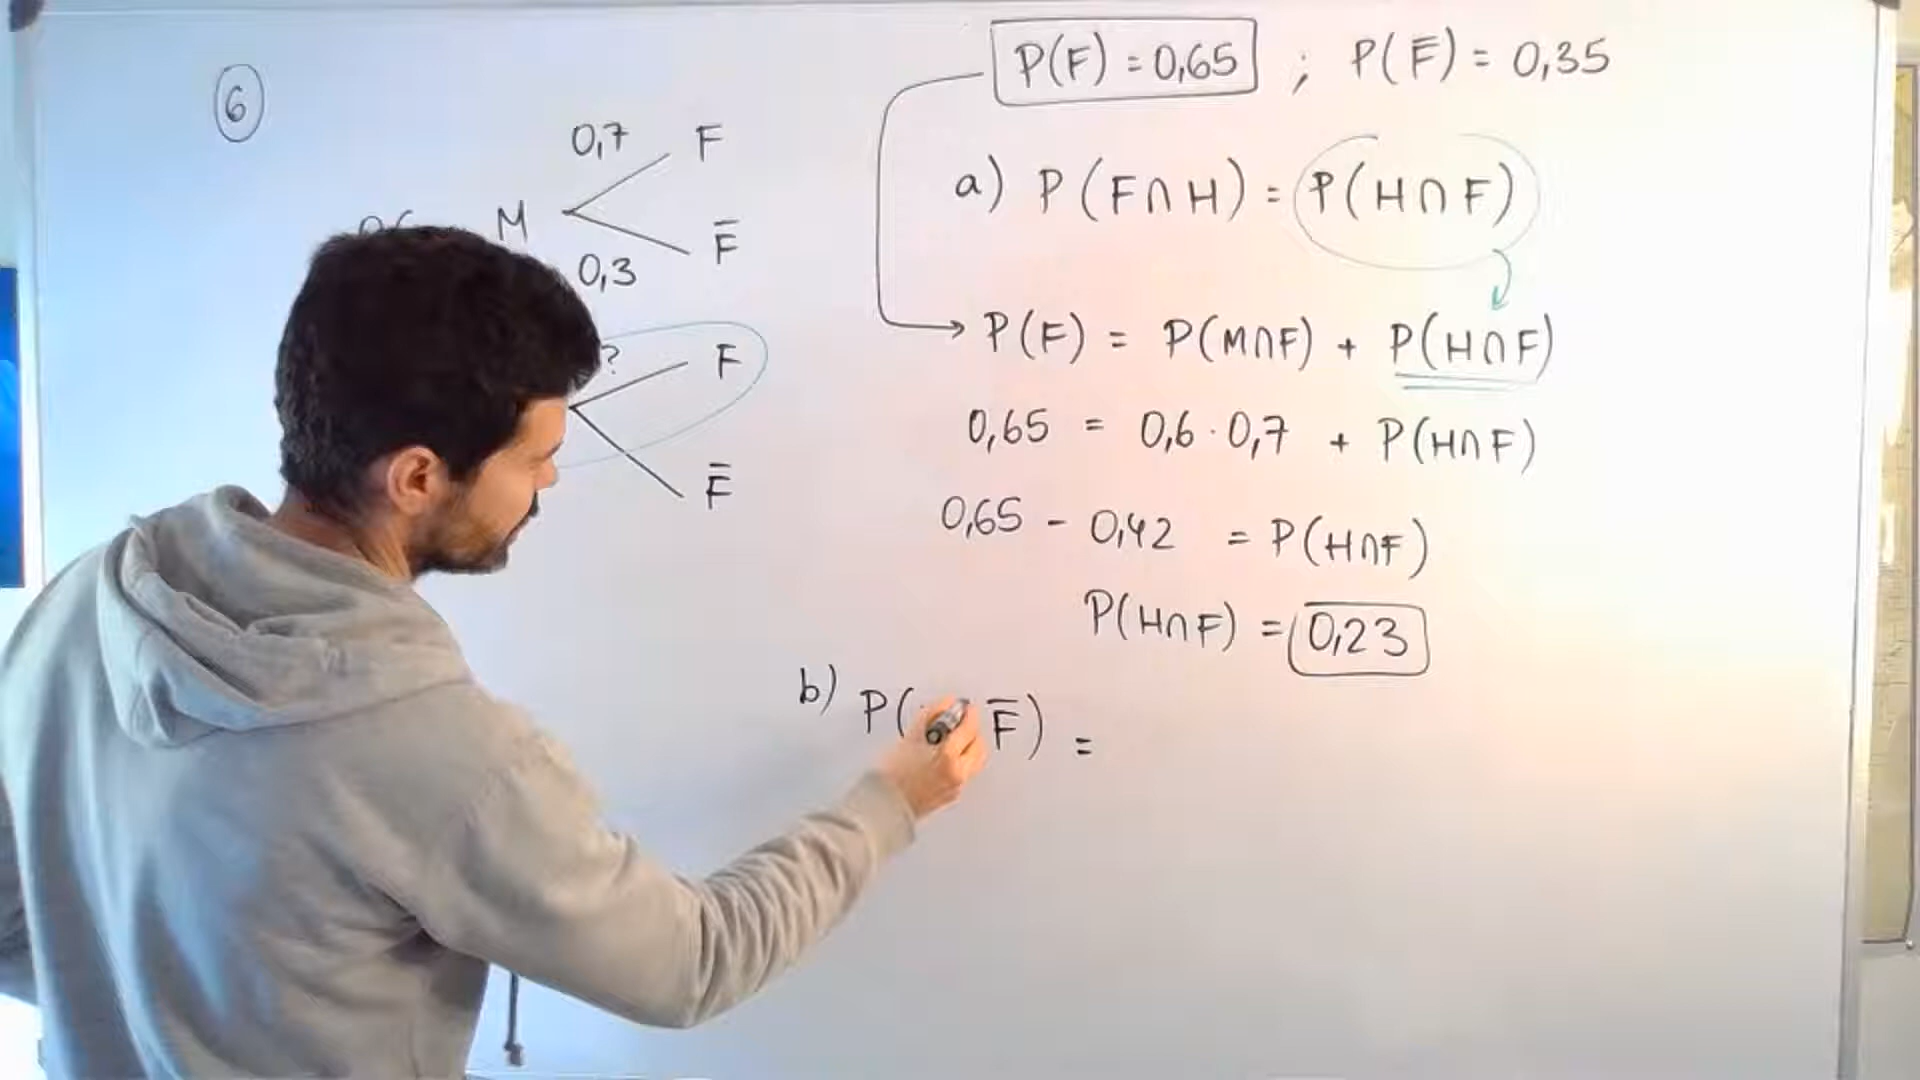 6
0,7 F
M
F̅
0,3
? F
F̅
P(F) = 0,65 ; P(F̅) = 0,35
a) P(F∩H) = P(H∩F)
P(F) = P(M∩F) + P(H∩F)
0,65 = 0,6 · 0,7 + P(H∩F)
0,65 - 0,42 = P(H∩F)
P(H∩F) = 0,23
b) P( F̅) =